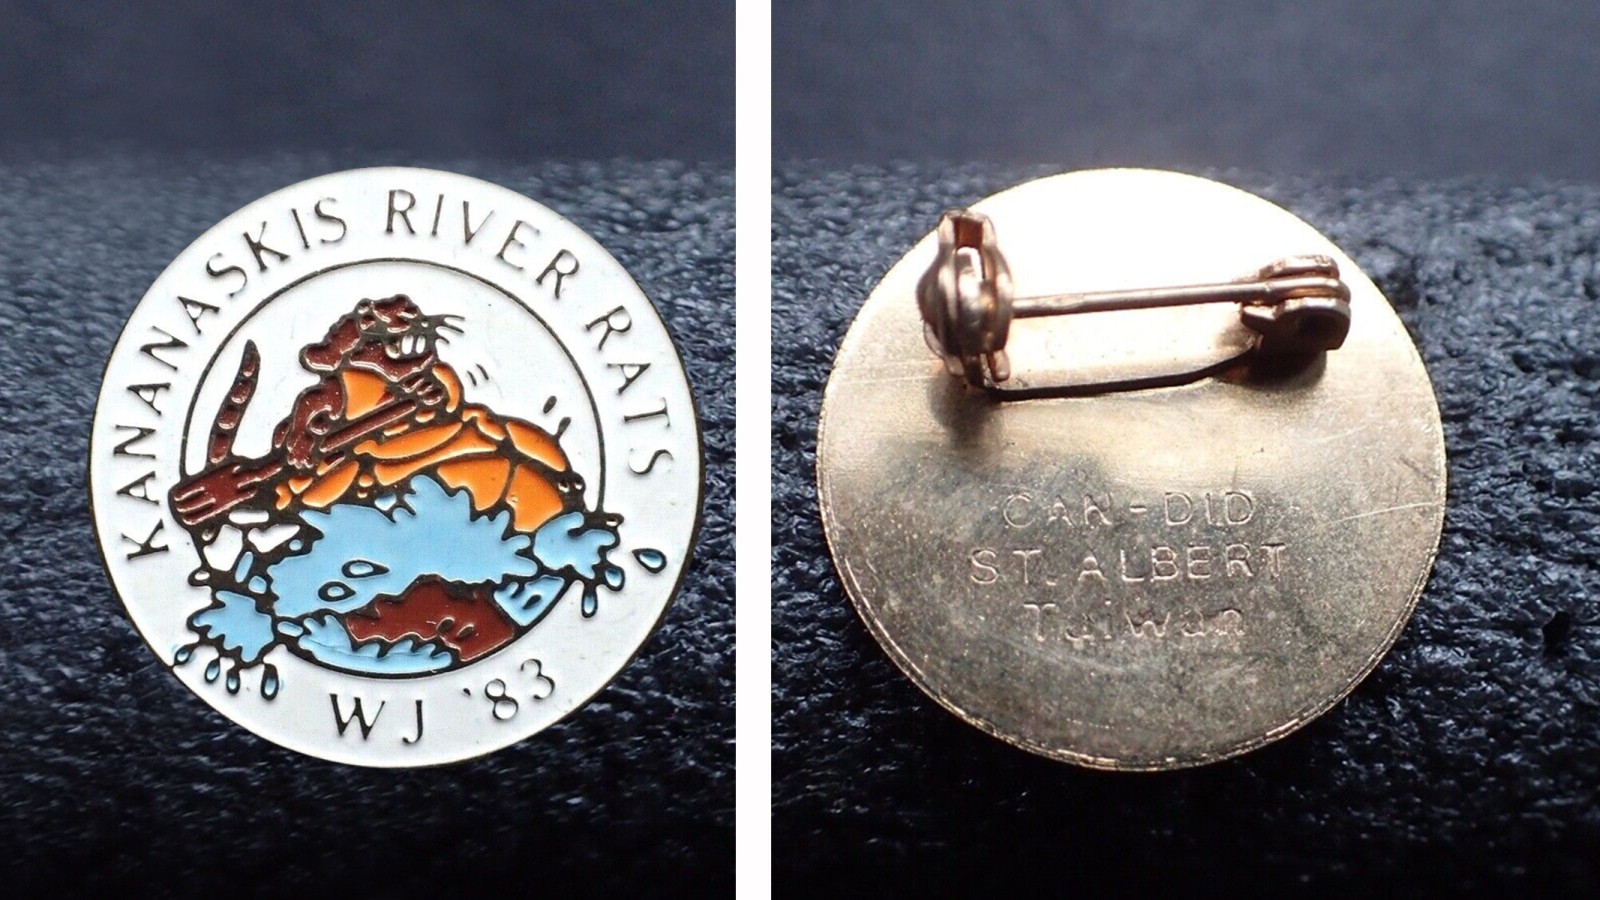 KANANASKIS RIVER RATS
WJ '83
CAN-DID
ST. ALBERT
Taiwan